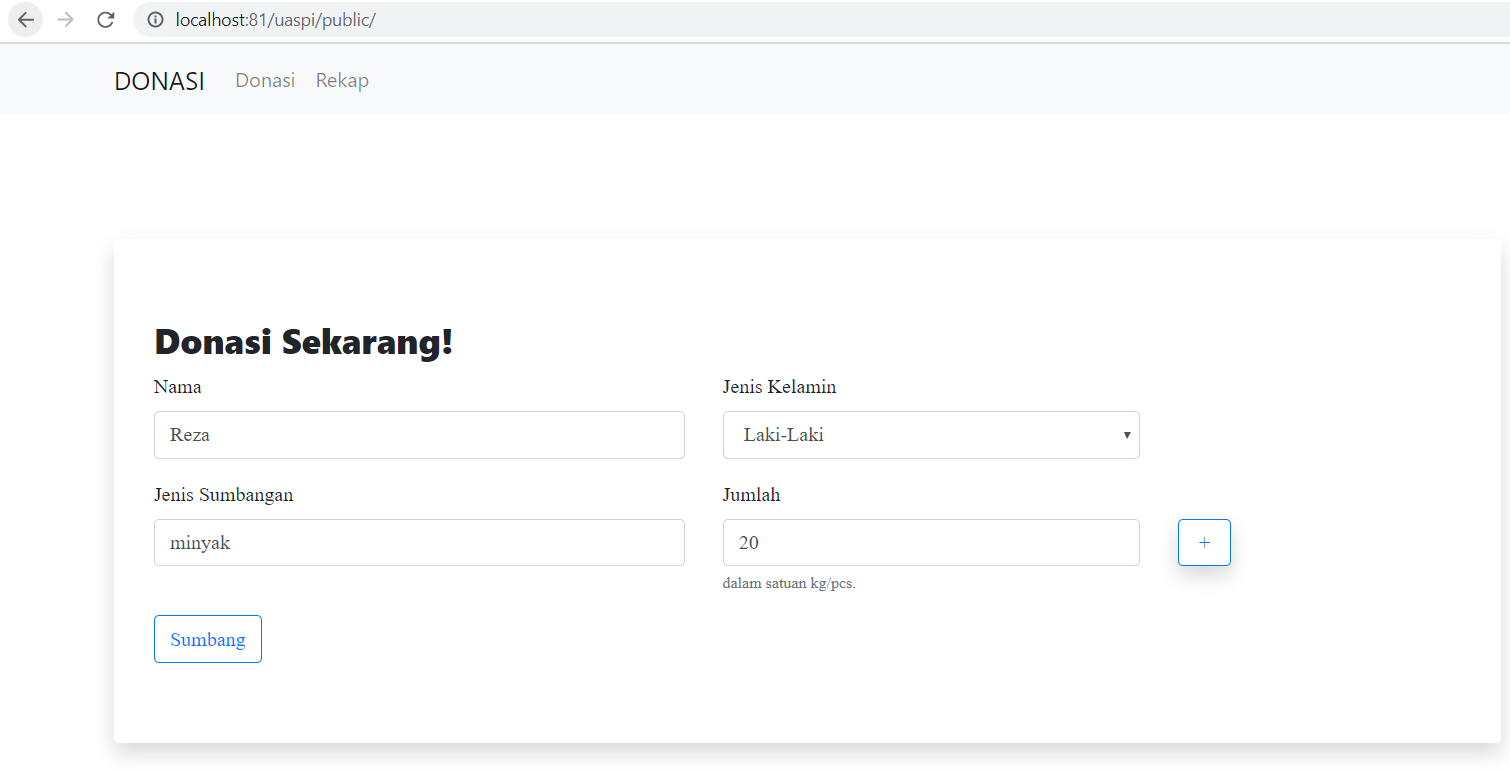 localhost:81/uaspi/public/
DONASI Donasi Rekap
Donasi Sekarang!
Nama Jenis Kelamin
Reza Laki-Laki
Jenis Sumbangan Jumlah
minyak 20 +
dalam satuan kg/pcs.
Sumbang